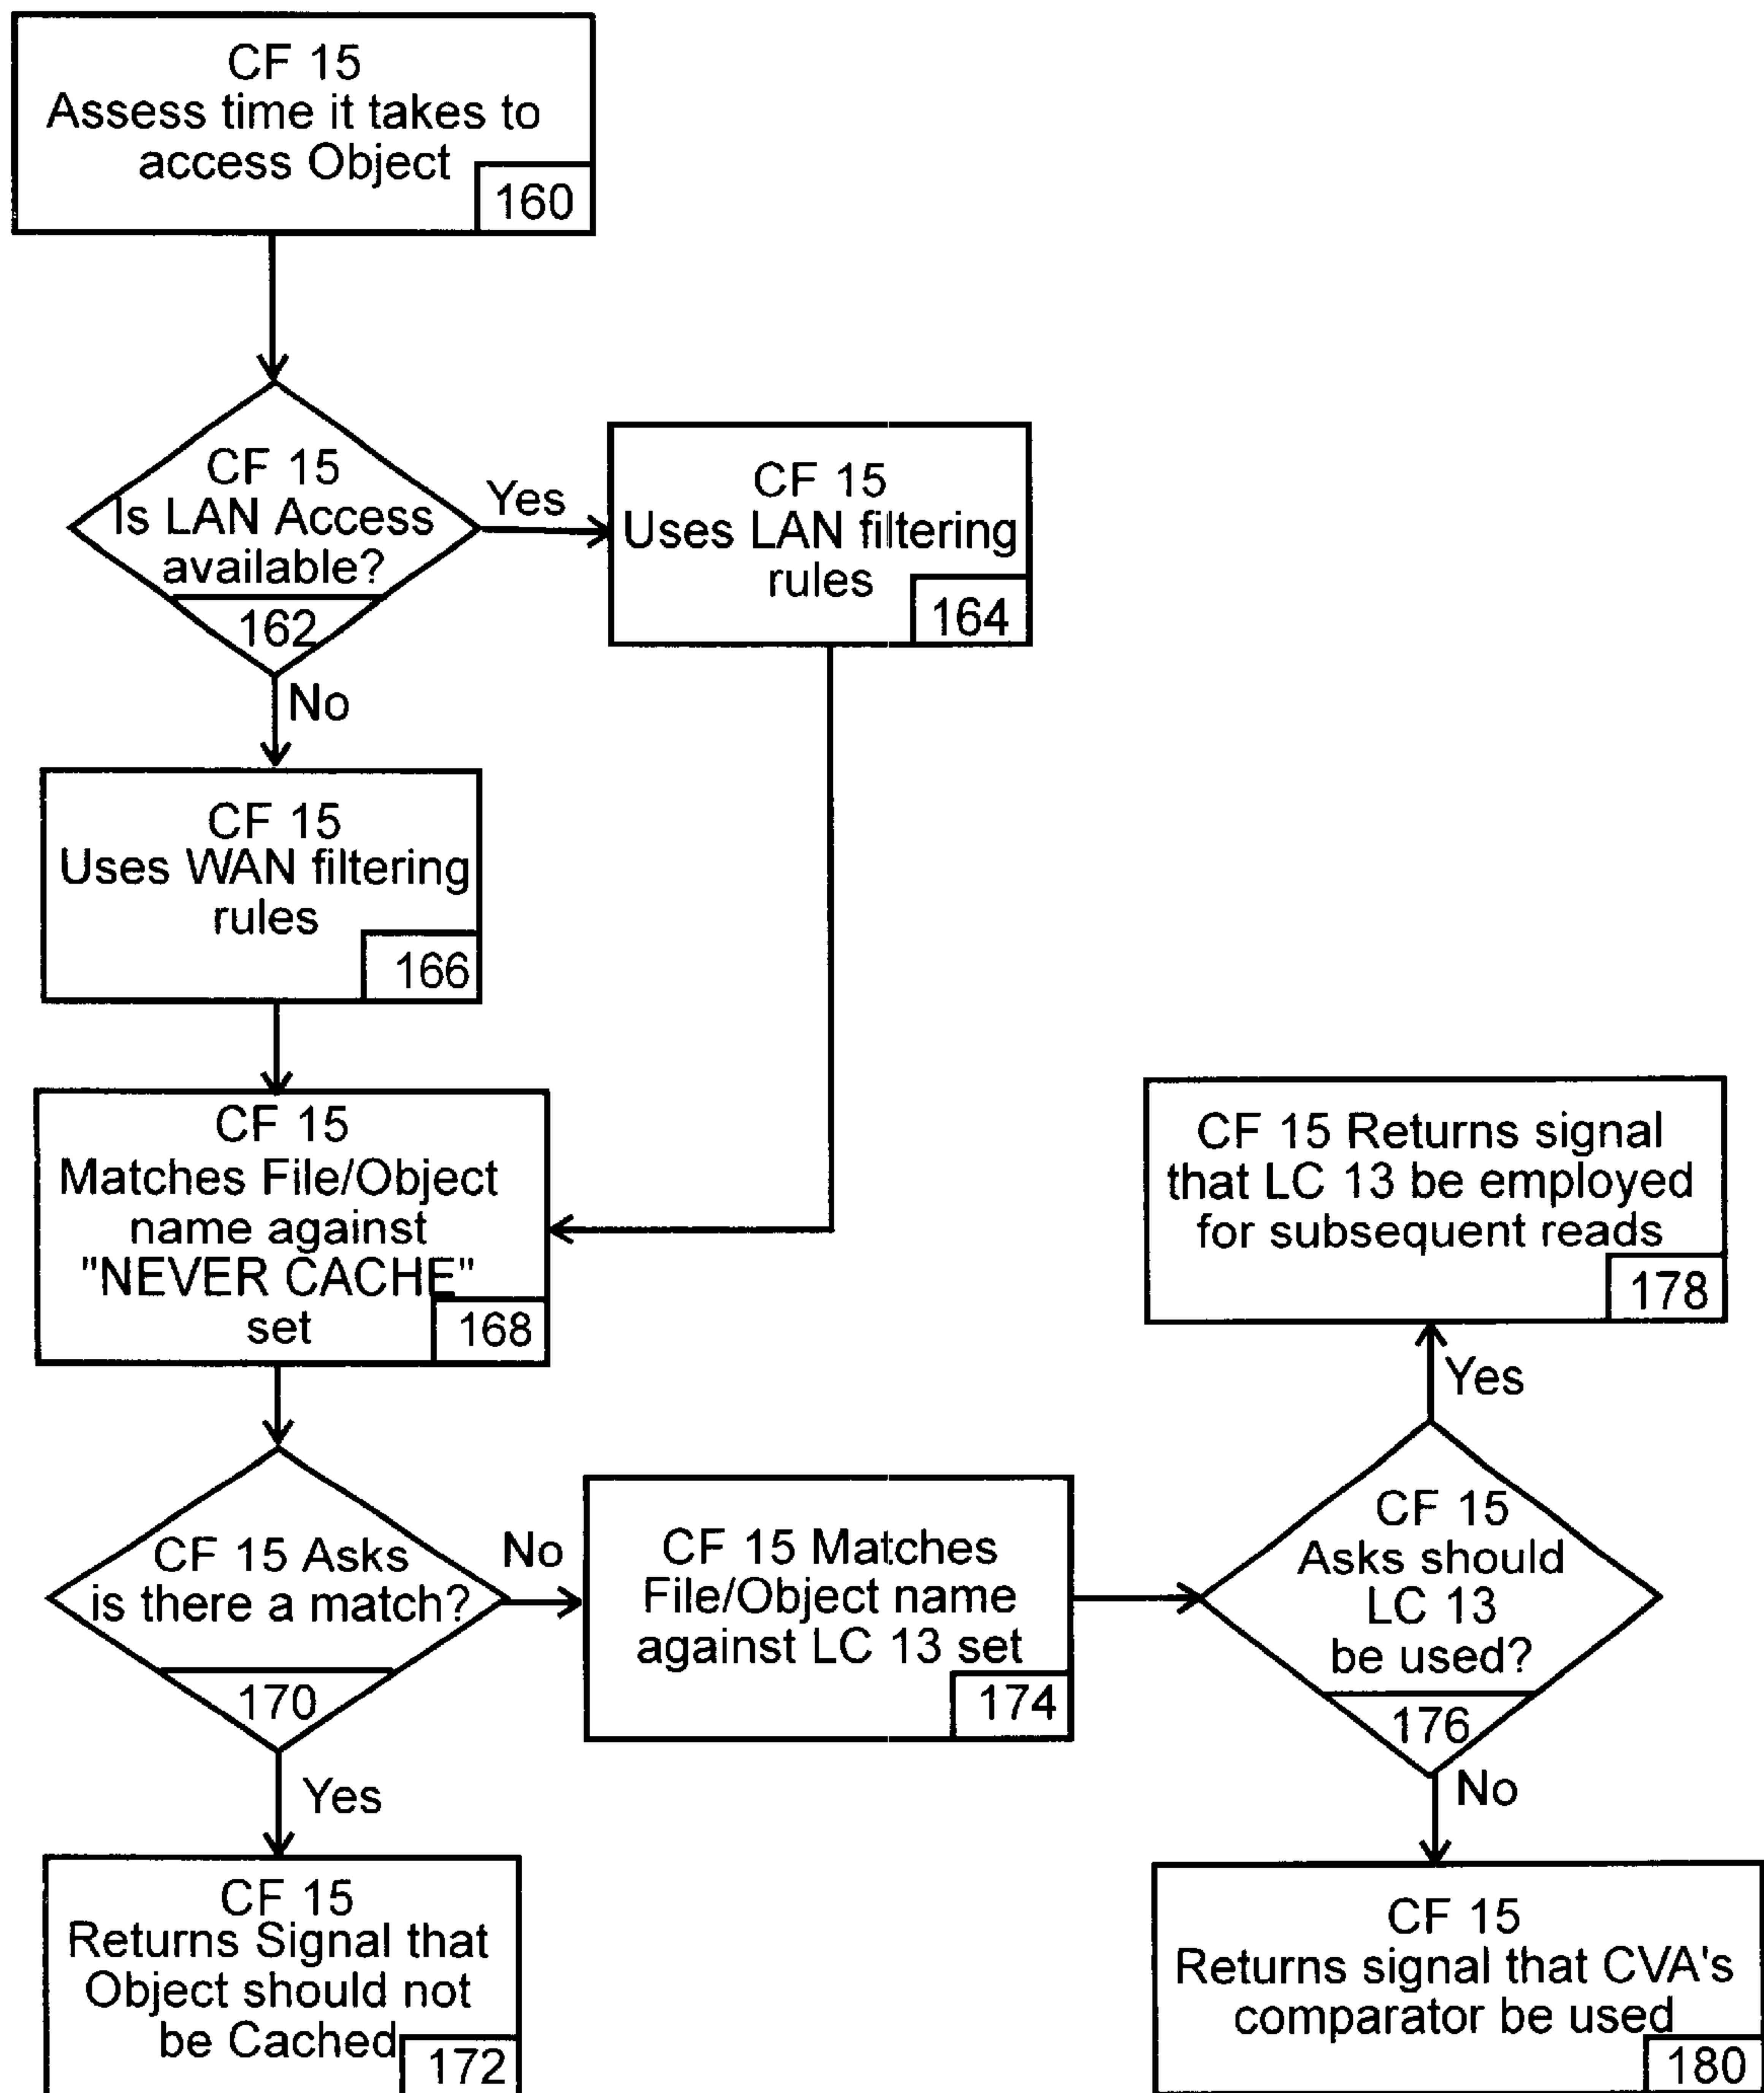 CF 15
Assess time it takes to
access Object
160
CF 15
Is LAN Access
available?
162
Yes
No
CF 15
Uses LAN filtering
rules
164
CF 15
Uses WAN filtering
rules
166
CF 15
Matches File/Object
name against
"NEVER CACHE"
set
168
CF 15 Asks
is there a match?
170
No
Yes
CF 15
Returns Signal that
Object should not
be Cached
172
CF 15 Matches
File/Object name
against LC 13 set
174
CF 15
Asks should
LC 13
be used?
176
Yes
No
CF 15 Returns signal
that LC 13 be employed
for subsequent reads
178
CF 15
Returns signal that CVA's
comparator be used
180